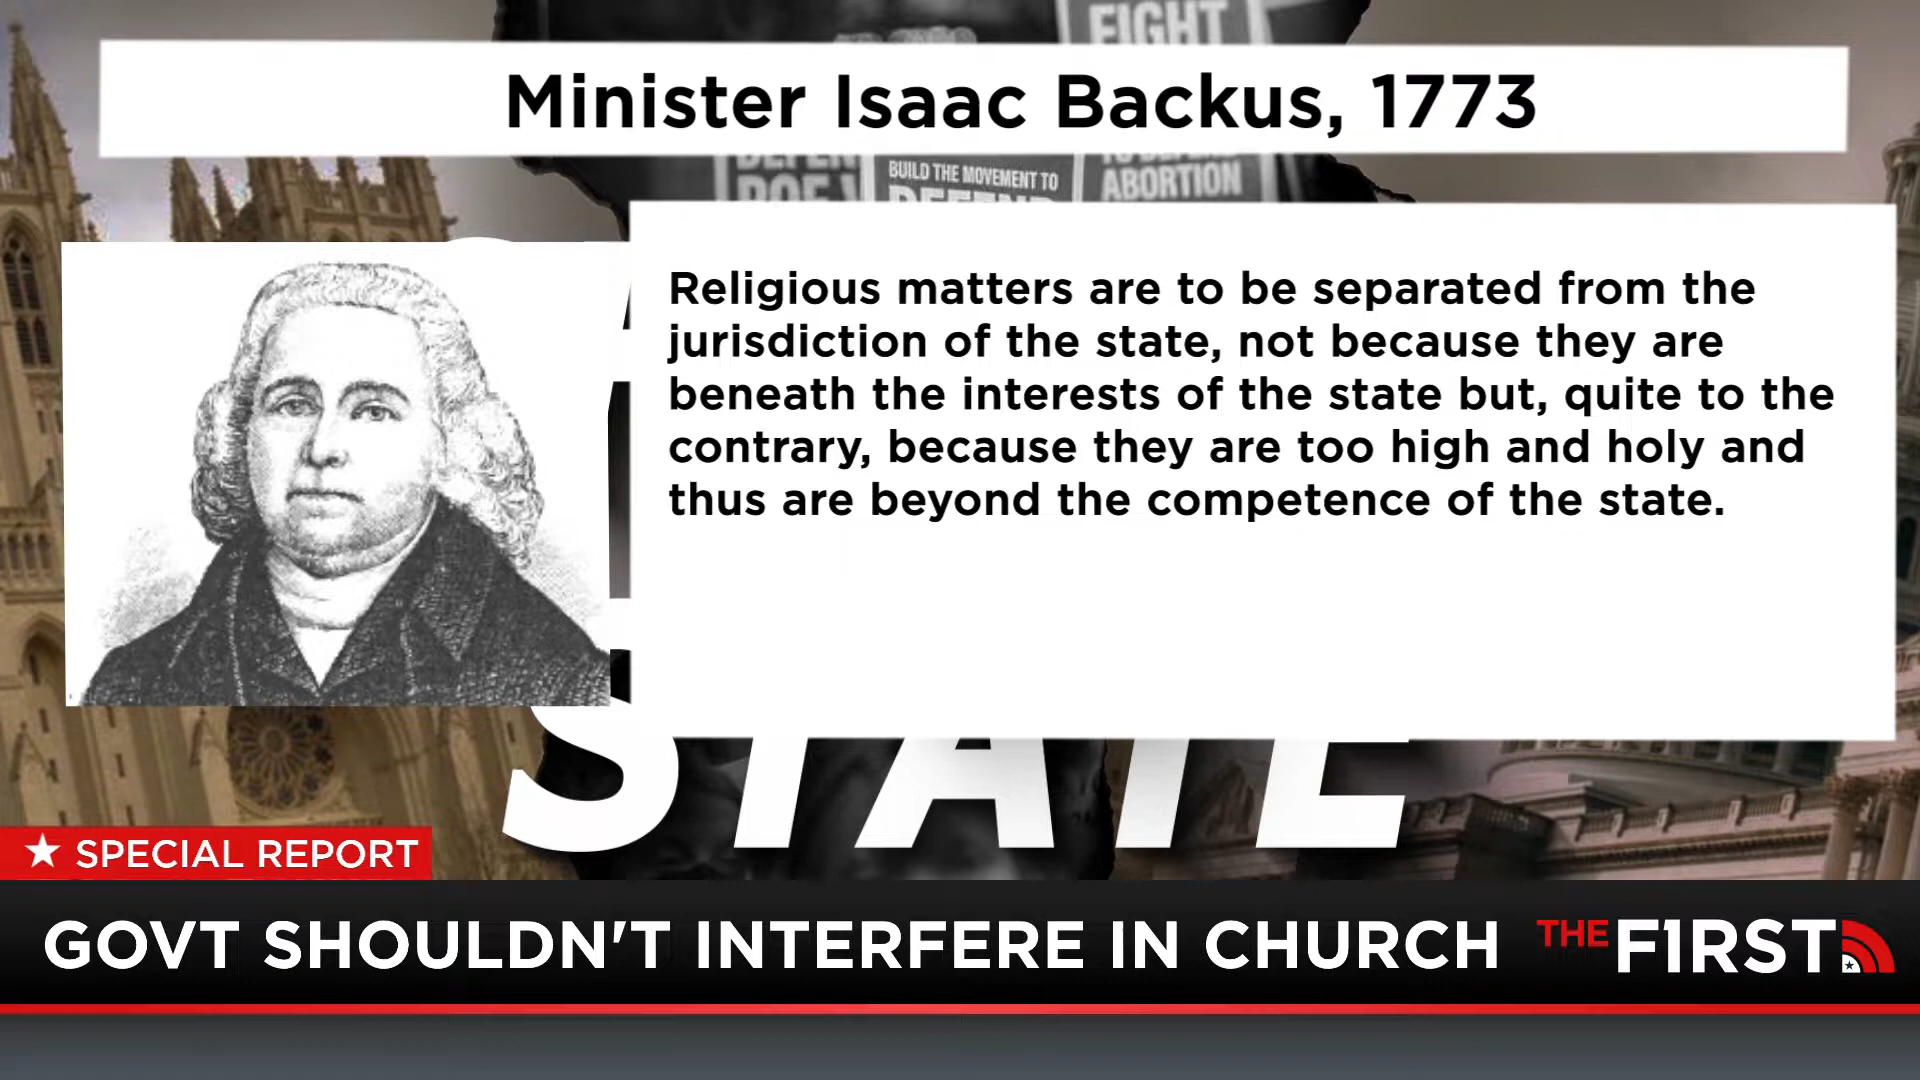 FIGHT
Minister Isaac Backus, 1773
BUILD THE MOVEMENT TO
ABORTION
Religious matters are to be separated from the
jurisdiction of the state, not because they are
beneath the interests of the state but, quite to the
contrary, because they are too high and holy and
thus are beyond the competence of the state.
STATE
SPECIAL REPORT
GOVT SHOULDN'T INTERFERE IN CHURCH
THE F1RST